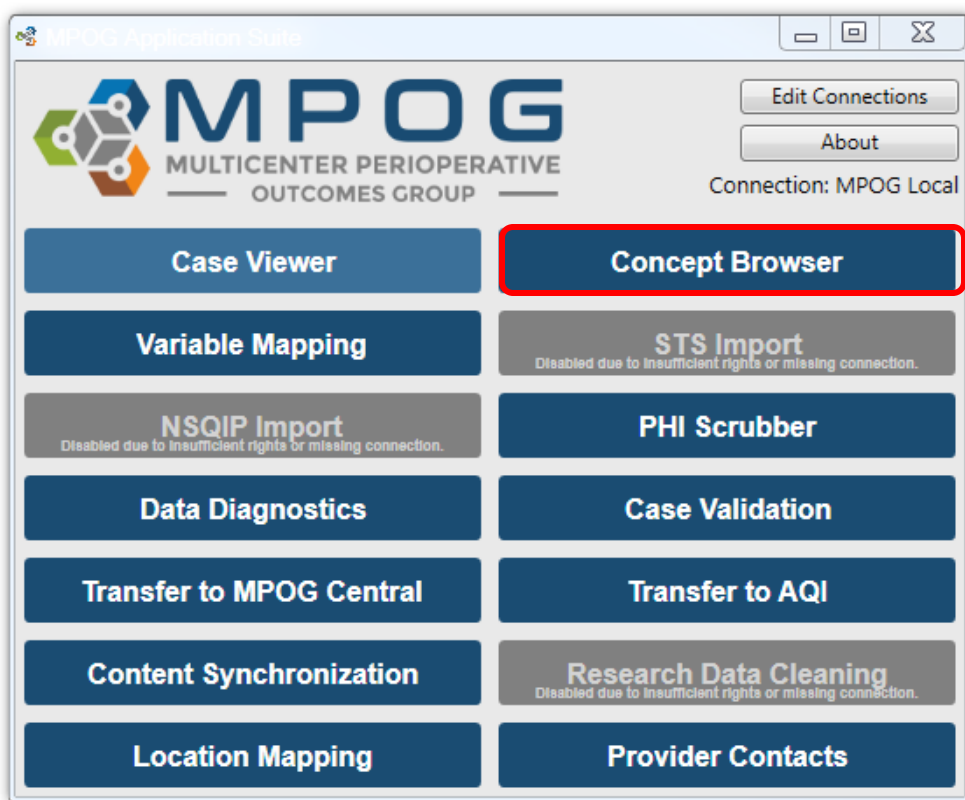 MPOG Application Suite
MPOG
MULTICENTER PERIOPERATIVE
OUTCOMES GROUP
Edit Connections
About
Connection: MPOG Local
Case Viewer
Concept Browser
Variable Mapping
STS Import
Disabled due to insufficient rights or missing connection.
NSQIP Import
Disabled due to insufficient rights or missing connection.
PHI Scrubber
Data Diagnostics
Case Validation
Transfer to MPOG Central
Transfer to AQI
Content Synchronization
Research Data Cleaning
Disabled due to insufficient rights or missing connection.
Location Mapping
Provider Contacts